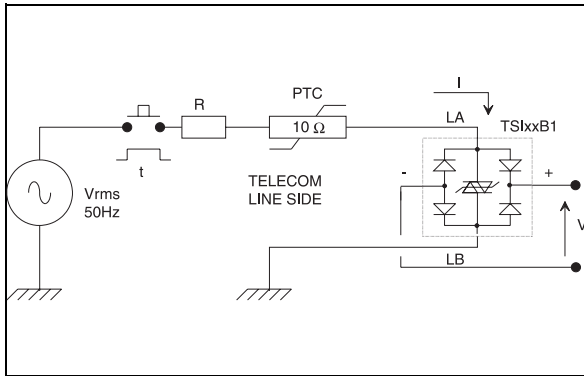 I
PTC
R
LA
TSIxxB1
10 Ω
-
+
t
TELECOM
LINE SIDE
Vrms
50Hz
V
LB